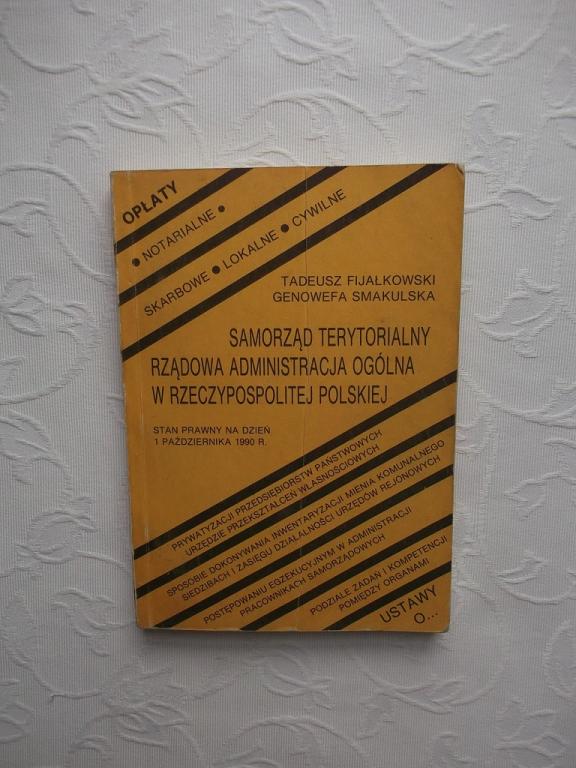 OPŁATY
• NOTARIALNE •
SKARBOWE • LOKALNE • CYWILNE
TADEUSZ FIJAŁKOWSKI
GENOWEFA SMAKULSKA
SAMORZĄD TERYTORIALNY
RZĄDOWA ADMINISTRACJA OGÓLNA
W RZECZYPOSPOLITEJ POLSKIEJ
STAN PRAWNY NA DZIEŃ
1 PAŹDZIERNIKA 1990 R.
PRYWATYZACJI PRZEDSIĘBIORSTW PAŃSTWOWYCH
URZĘDZIE PRZEKSZTAŁCEŃ WŁASNOŚCIOWYCH
SPOSOBIE DOKONYWANIA INWENTARYZACJI MIENIA KOMUNALNEGO
SIEDZIBACH I ZASIĘGU DZIAŁALNOŚCI URZĘDÓW REJONOWYCH
POSTĘPOWANIU EGZEKUCYJNYM W ADMINISTRACJI
PRACOWNIKACH SAMORZĄDOWYCH
PODZIALE ZADAŃ I KOMPETENCJI
POMIĘDZY ORGANAMI
USTAWY
O...